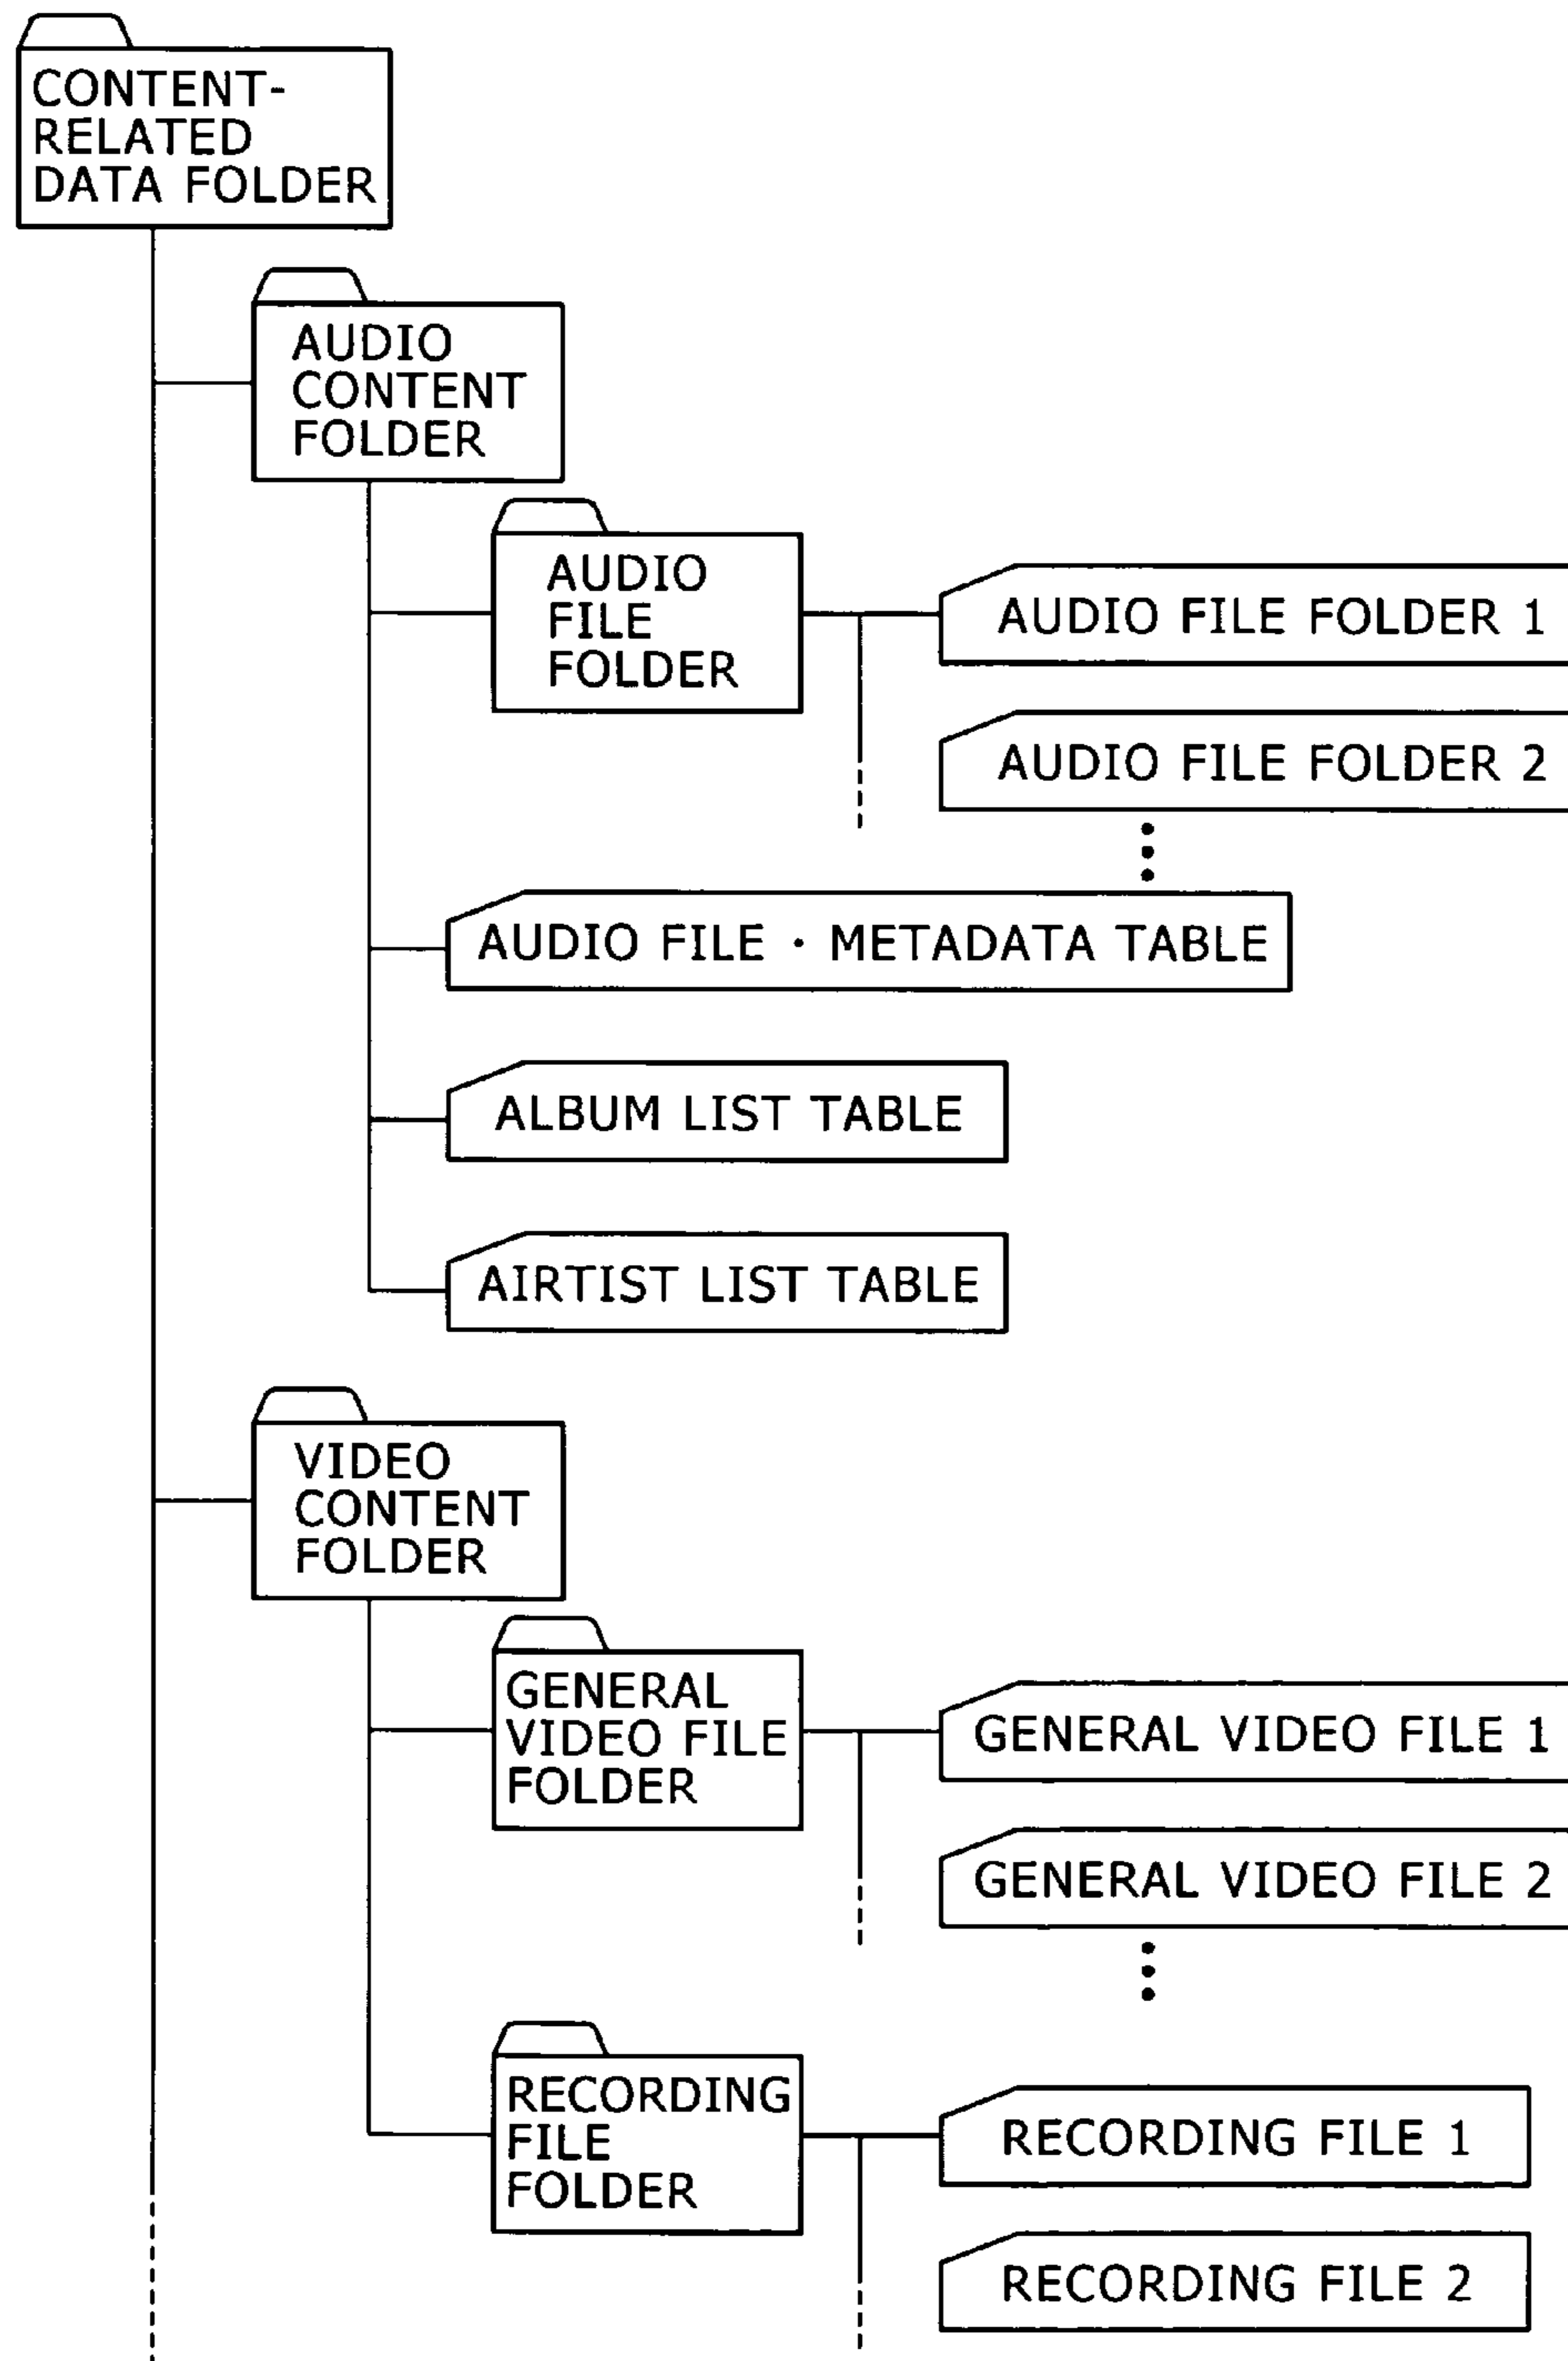 CONTENT-
RELATED
DATA FOLDER
AUDIO
CONTENT
FOLDER
AUDIO
FILE
FOLDER
AUDIO FILE FOLDER 1
AUDIO FILE FOLDER 2
AUDIO FILE · METADATA TABLE
ALBUM LIST TABLE
AIRTIST LIST TABLE
VIDEO
CONTENT
FOLDER
GENERAL
VIDEO FILE
FOLDER
GENERAL VIDEO FILE 1
GENERAL VIDEO FILE 2
RECORDING
FILE
FOLDER
RECORDING FILE 1
RECORDING FILE 2